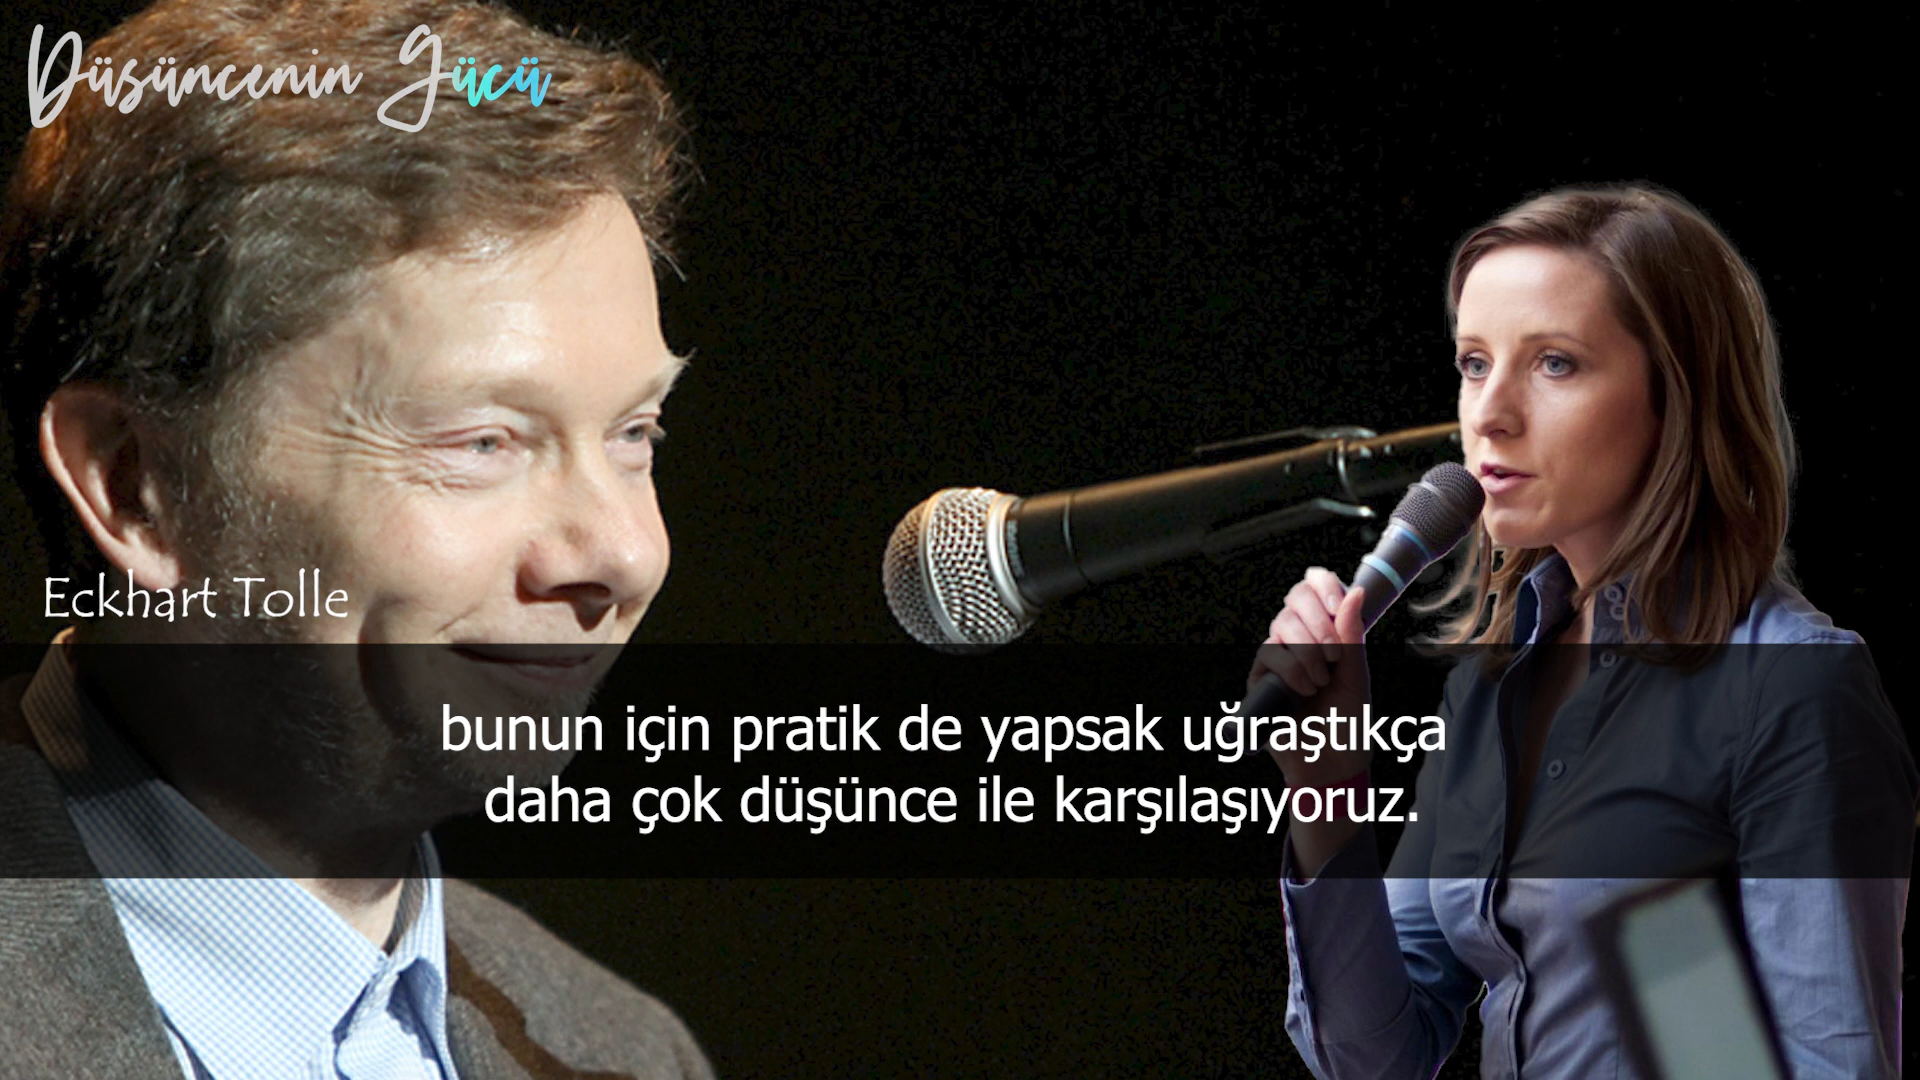 Düşüncenin Gücü
Eckhart Tolle
bunun için pratik de yapsak uğraştıkça
daha çok düşünce ile karşılaşıyoruz.